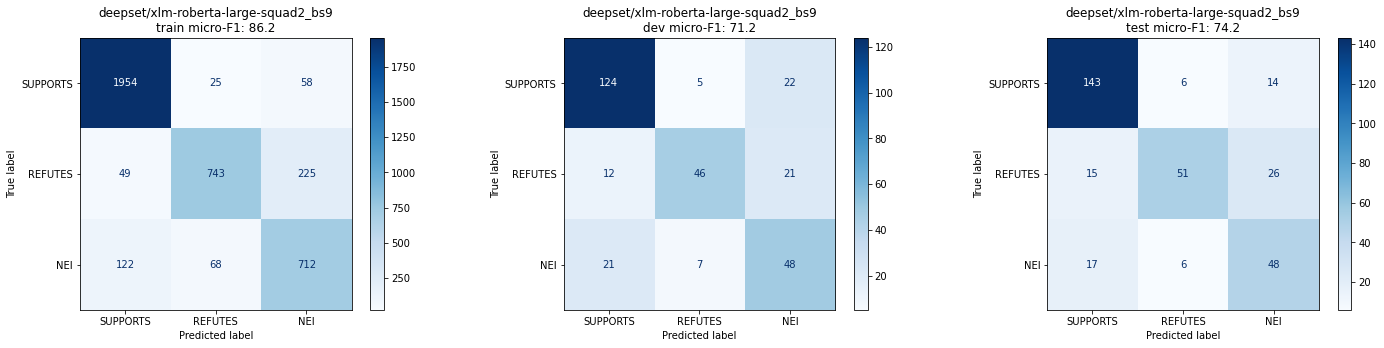 deepset/xlm-roberta-large-squad2_bs9
train micro-F1: 86.2
SUPPORTS 1954 25 58
REFUTES 49 743 225
NEI 122 68 712
SUPPORTS REFUTES NEI
Predicted label
True label
1750
1500
1250
1000
750
500
250
deepset/xlm-roberta-large-squad2_bs9
dev micro-F1: 71.2
SUPPORTS 124 5 22
REFUTES 12 46 21
NEI 21 7 48
SUPPORTS REFUTES NEI
Predicted label
True label
120
100
80
60
40
20
deepset/xlm-roberta-large-squad2_bs9
test micro-F1: 74.2
SUPPORTS 143 6 14
REFUTES 15 51 26
NEI 17 6 48
SUPPORTS REFUTES NEI
Predicted label
True label
140
120
100
80
60
40
20